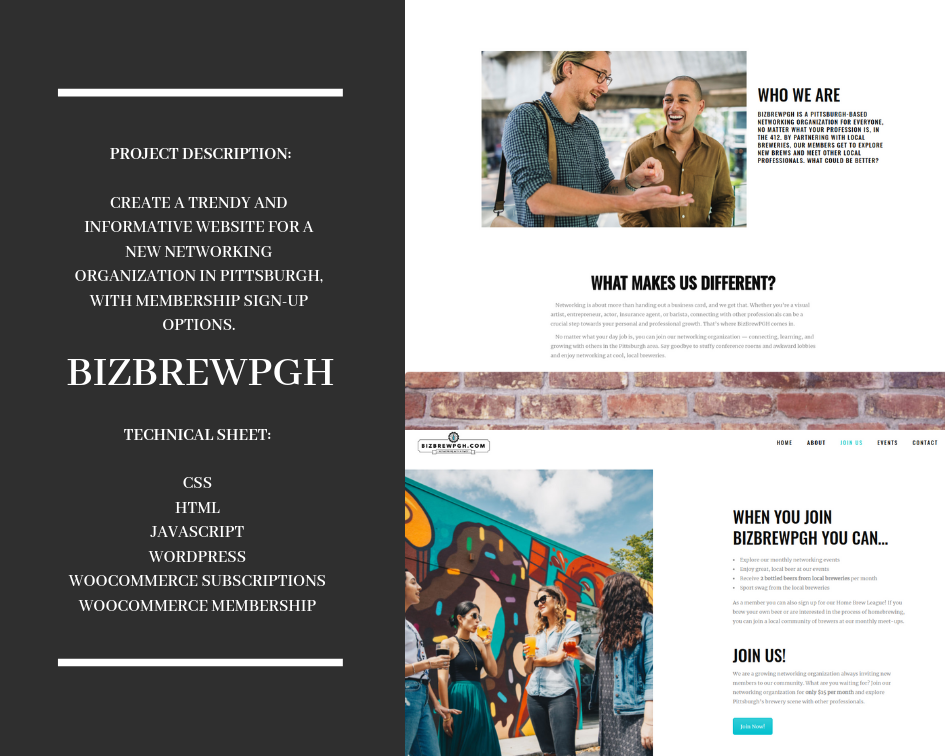 PROJECT DESCRIPTION:
CREATE A TRENDY AND
INFORMATIVE WEBSITE FOR A
NEW NETWORKING
ORGANIZATION IN PITTSBURGH,
WITH MEMBERSHIP SIGN-UP
OPTIONS.
BIZBREWPGH
TECHNICAL SHEET:
CSS
HTML
JAVASCRIPT
WORDPRESS
WOOCOMMERCE SUBSCRIPTIONS
WOOCOMMERCE MEMBERSHIP
WHO WE ARE
BIZBREWPGH IS A PITTSBURGH-BASED
NETWORKING ORGANIZATION FOR EVERYONE,
NO MATTER WHAT YOUR PROFESSION IS, IN
THE 412. BY PARTNERING WITH LOCAL
BREWERIES, OUR MEMBERS GET TO EXPLORE
NEW BREWS AND MEET OTHER LOCAL
PROFESSIONALS. WHAT COULD BE BETTER?
WHAT MAKES US DIFFERENT?
Networking is about more than handing out a business card, and we get that. Whether you're a visual
artist, entrepreneur, actor, insurance agent, or barista, connecting with other professionals can be a
crucial step towards your personal and professional growth. That's where BizBrewPitt comes in.
No matter what your day job is, you can join our networking organization — connecting, learning, and
growing with others in the Pittsburgh area. Say goodbye to stuffy conference rooms and awkward lobbies
and enjoy networking at cool, local breweries.
BIZBREWPGH.COM
HOME ABOUT JOIN US EVENTS CONTACT
WHEN YOU JOIN
BIZBREWPGH YOU CAN...
• Explore our monthly networking events
• Enjoy great, local beer at our events
• Receive 2 bottled beers from local breweries per month
• Sport swag from the local breweries
As a member you can also sign up for our Home Brew League! If you
brew your own beer or are interested in the process of homebrewing,
you can join a local community of brewers at our monthly meet-ups.
JOIN US!
We are a growing networking organization always inviting new
members to our community. What are you waiting for? Join our
networking organization for only $15 per month and explore
Pittsburgh's brewery scene with other professionals.
Join Now!